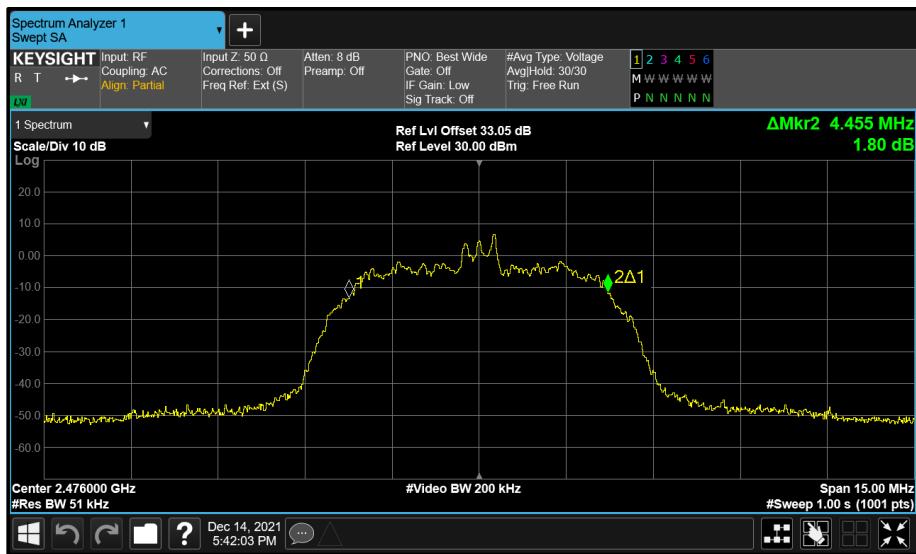 Spectrum Analyzer 1
Swept SA
+
KEYSIGHT
R T
LXI
Input: RF
Coupling: AC
Align: Partial
Input Z: 50 Ω
Corrections: Off
Freq Ref: Ext (S)
Atten: 8 dB
Preamp: Off
PNO: Best Wide
Gate: Off
IF Gain: Low
Sig Track: Off
#Avg Type: Voltage
Avg|Hold: 30/30
Trig: Free Run
1 2 3 4 5 6
M W W W W W
P N N N N N
1 Spectrum
Scale/Div 10 dB
Ref Lvl Offset 33.05 dB
Ref Level 30.00 dBm
ΔMkr2 4.455 MHz
1.80 dB
Log
20.0
10.0
0.00
-10.0
-20.0
-30.0
-40.0
-50.0
-60.0
1
2Δ1
Center 2.476000 GHz
#Res BW 51 kHz
#Video BW 200 kHz
Span 15.00 MHz
#Sweep 1.00 s (1001 pts)
?
Dec 14, 2021
5:42:03 PM